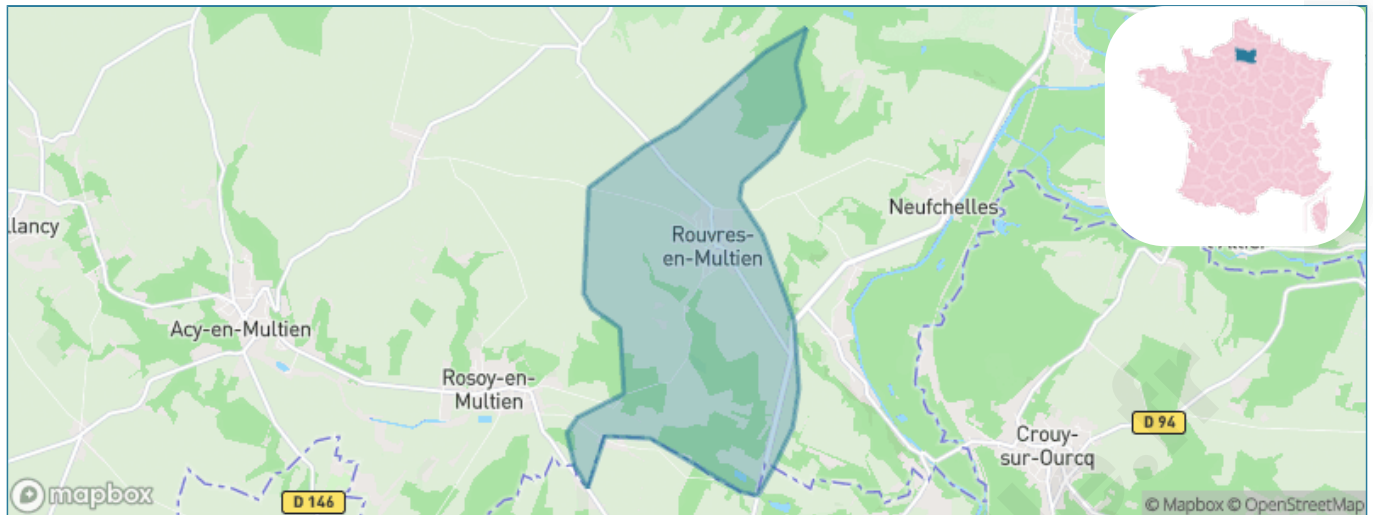 Neufchelles
llancy
Rouvres-
en-Multien
Acy-en-Multien
Rosoy-en-
Multien
D 94
Crouy-
sur-Ourcq
D 146
mapbox
© Mapbox © OpenStreetMap